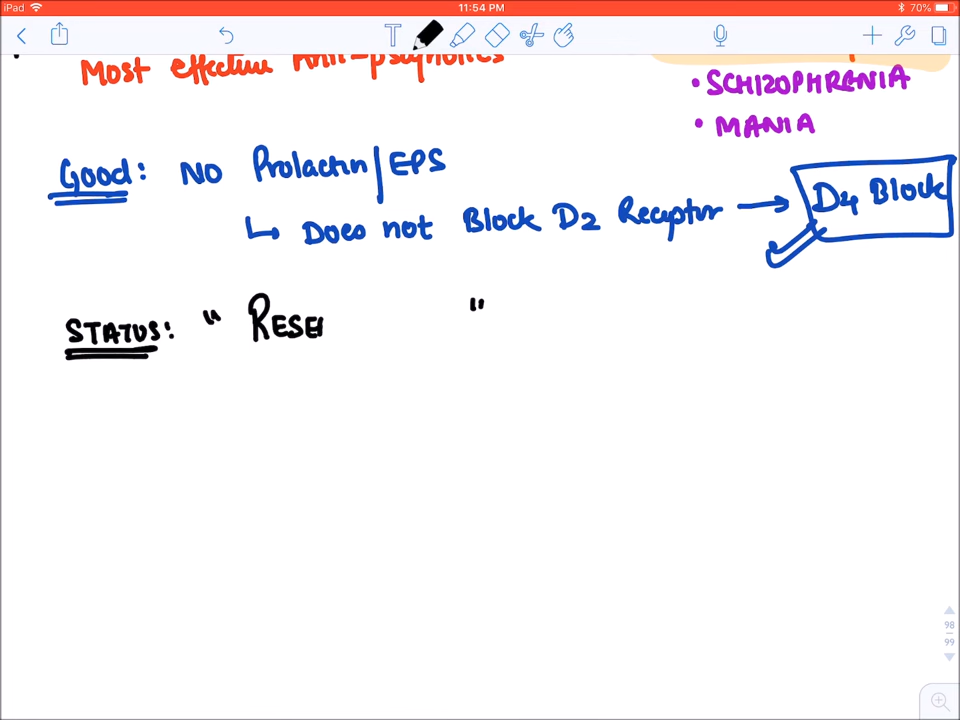 iPad 11:54 PM 70%
T
Most effective Anti-psychotics
• SCHIZOPHRENIA
• MANIA
Good: NO Prolactin/EPS
↳ Does not Block D2 Receptor → D4 Block
STATUS: " RESE "
98
99